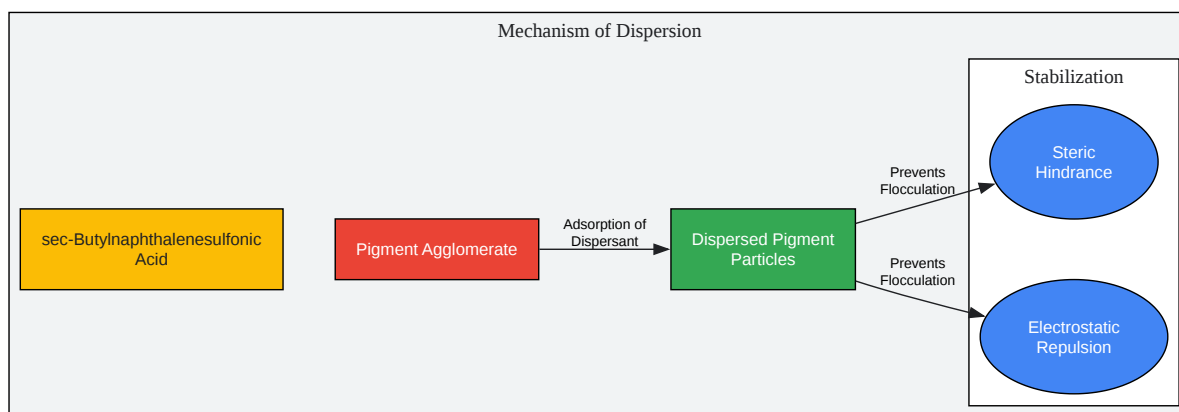 Mechanism of Dispersion
Stabilization
sec-Butylnaphthalenesulfonic
Acid
Pigment Agglomerate
Adsorption of
Dispersant
Dispersed Pigment
Particles
Prevents
Flocculation
Steric
Hindrance
Prevents
Flocculation
Electrostatic
Repulsion